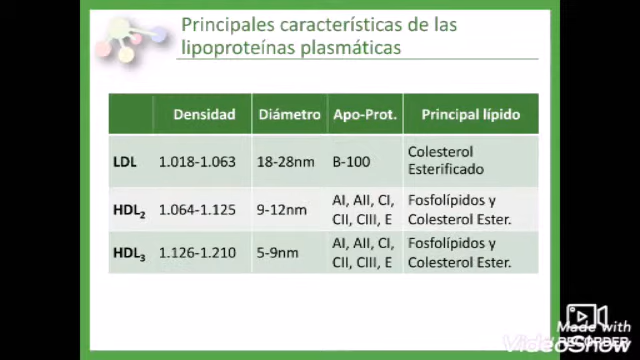 Principales características de las
lipoproteínas plasmáticas
Densidad Diámetro Apo-Prot. Principal lípido
LDL 1.018-1.063 18-28nm B-100 Colesterol
Esterificado
HDL2 1.064-1.125 9-12nm AI, AII, CI,
CII, CIII, E Fosfolípidos y
Colesterol Ester.
HDL3 1.126-1.210 5-9nm AI, AII, CI,
CII, CIII, E Fosfolípidos y
Colesterol Ester.
Made with
RECORDER
VideoShow